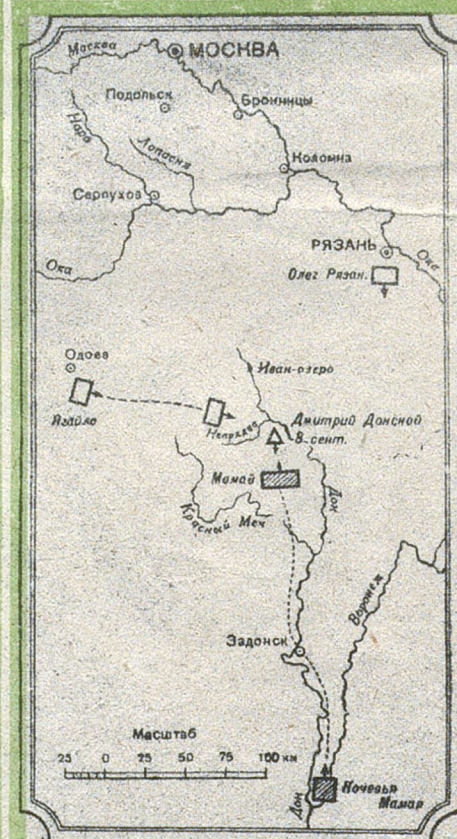 Москва
МОСКВА
Подольск
Бронницы
Нара
Лопасня
Коломна
Серпухов
РЯЗАНЬ
Ока
Ока
Олег Рязан.
Одоев
Иван-озеро
Ягайло
Непрядва
Дмитрий Донской
8 сент.
Мамай
Дон
Красный Меч
Воронеж
Задонск
Масштаб
25 0 25 50 75 100 км
Дон
Кочевья
Мамая